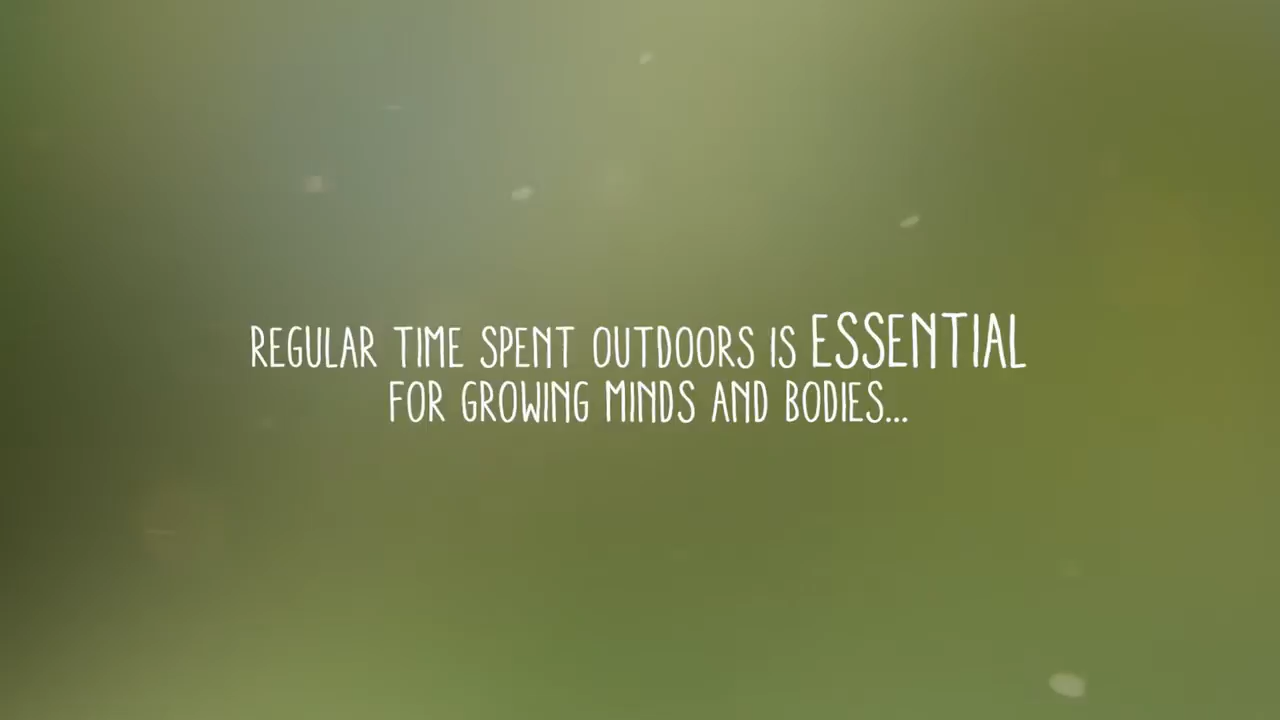 REGULAR TIME SPENT OUTDOORS IS ESSENTIAL
FOR GROWING MINDS AND BODIES...